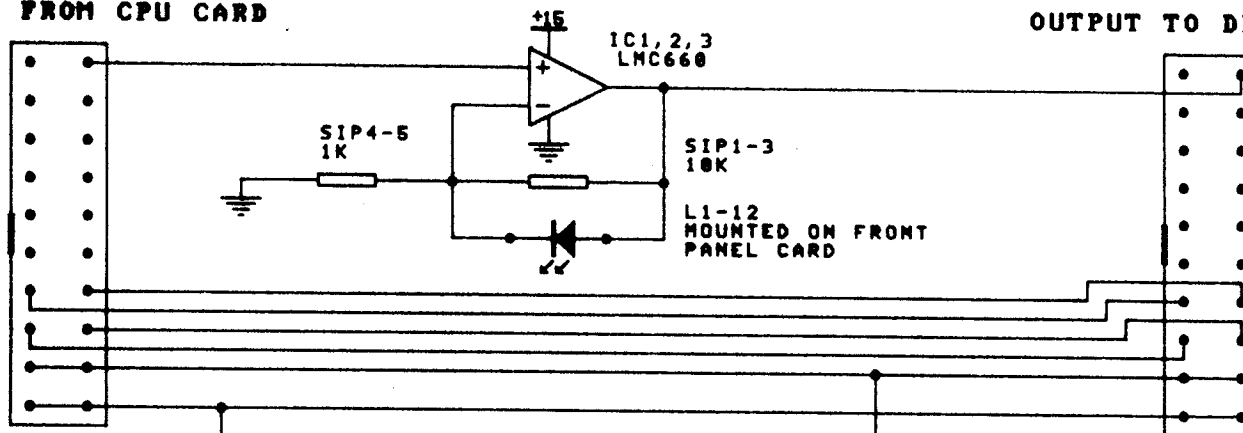 FROM CPU CARD
+15
IC1,2,3
LMC660
OUTPUT TO
SIP4-5
1K
SIP1-3
10K
L1-12
MOUNTED ON FRONT
PANEL CARD